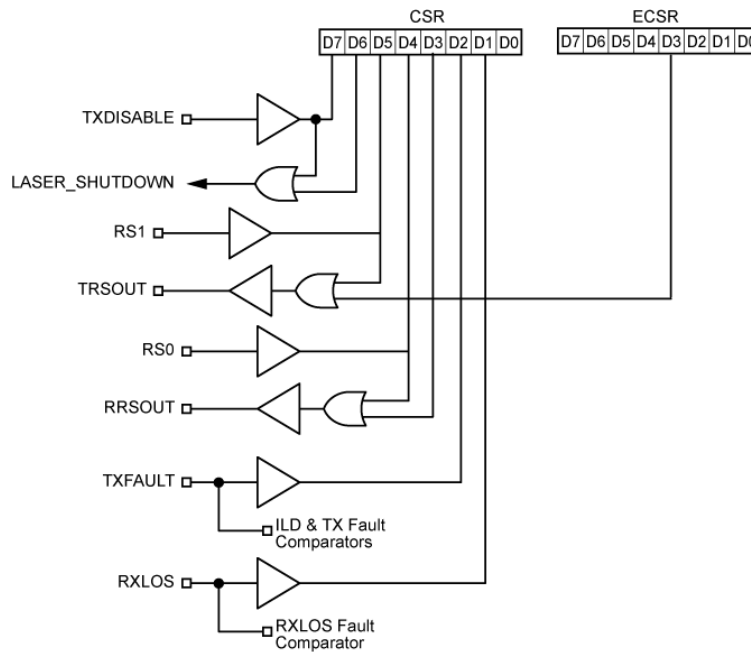 CSR
ECSR
D7 D6 D5 D4 D3 D2 D1 D0
D7 D6 D5 D4 D3 D2 D1 D0
TXDISABLE
LASER_SHUTDOWN
RS1
TRSOUT
RS0
RRSOUT
TXFAULT
ILD & TX Fault
Comparators
RXLOS
RXLOS Fault
Comparator